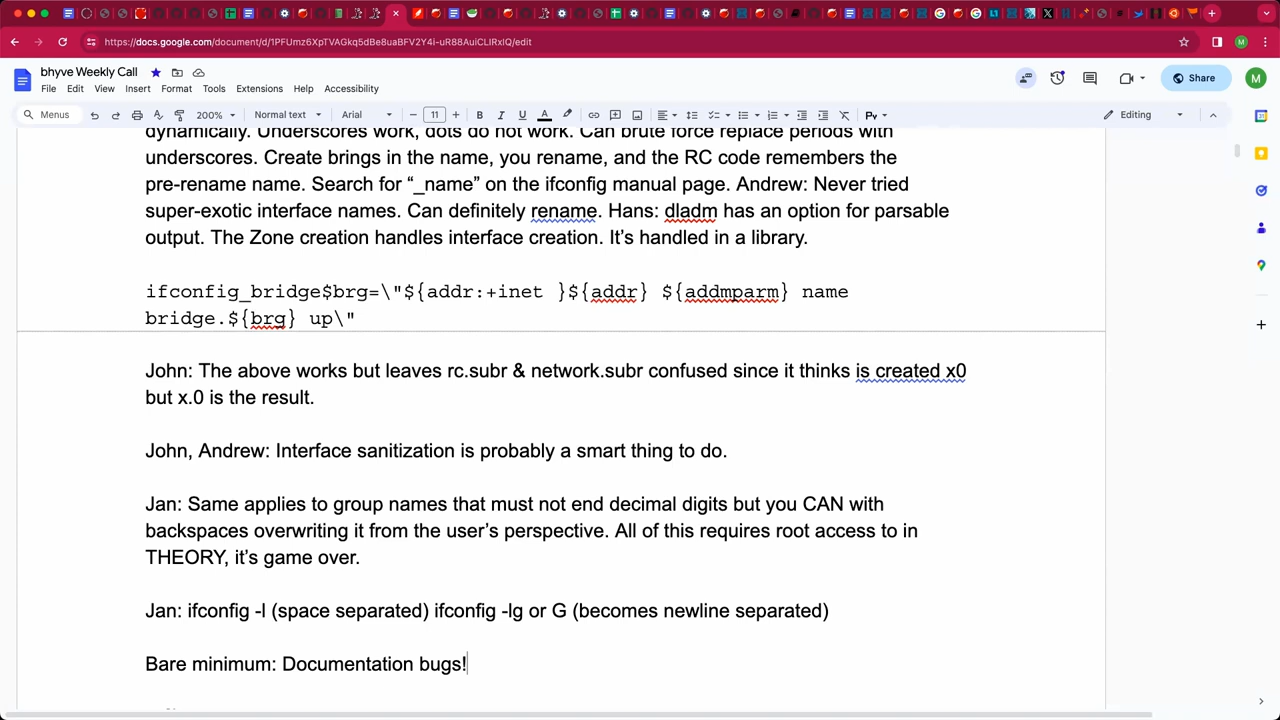 https://docs.google.com/document/d/1PFUmz6XpTVAGkq5dBe8uaBFV2Y4i-uR88AuiCLIRxIQ/edit
M
bhyve Weekly Call
File Edit View Insert Format Tools Extensions Help Accessibility
Share
M
Menus
200%
Normal text
Arial
11
B I U A
Editing
dynamically. Underscores work, dots do not work. Can brute force replace periods with
underscores. Create brings in the name, you rename, and the RC code remembers the
pre-rename name. Search for “_name” on the ifconfig manual page. Andrew: Never tried
super-exotic interface names. Can definitely rename. Hans: dladm has an option for parsable
output. The Zone creation handles interface creation. It’s handled in a library.
ifconfig_bridge$brg=\"${addr:+inet }${addr} ${addmparm} name
bridge.${brg} up\"
John: The above works but leaves rc.subr & network.subr confused since it thinks is created x0
but x.0 is the result.
John, Andrew: Interface sanitization is probably a smart thing to do.
Jan: Same applies to group names that must not end decimal digits but you CAN with
backspaces overwriting it from the user’s perspective. All of this requires root access to in
THEORY, it’s game over.
Jan: ifconfig -l (space separated) ifconfig -lg or G (becomes newline separated)
Bare minimum: Documentation bugs!